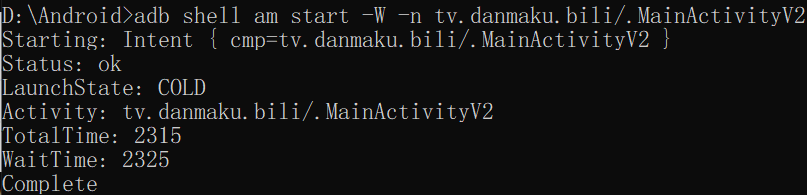 D:\Android>adb shell am start -W -n tv.danmaku.bili/.MainActivityV2
Starting: Intent { cmp=tv.danmaku.bili/.MainActivityV2 }
Status: ok
LaunchState: COLD
Activity: tv.danmaku.bili/.MainActivityV2
TotalTime: 2315
WaitTime: 2325
Complete